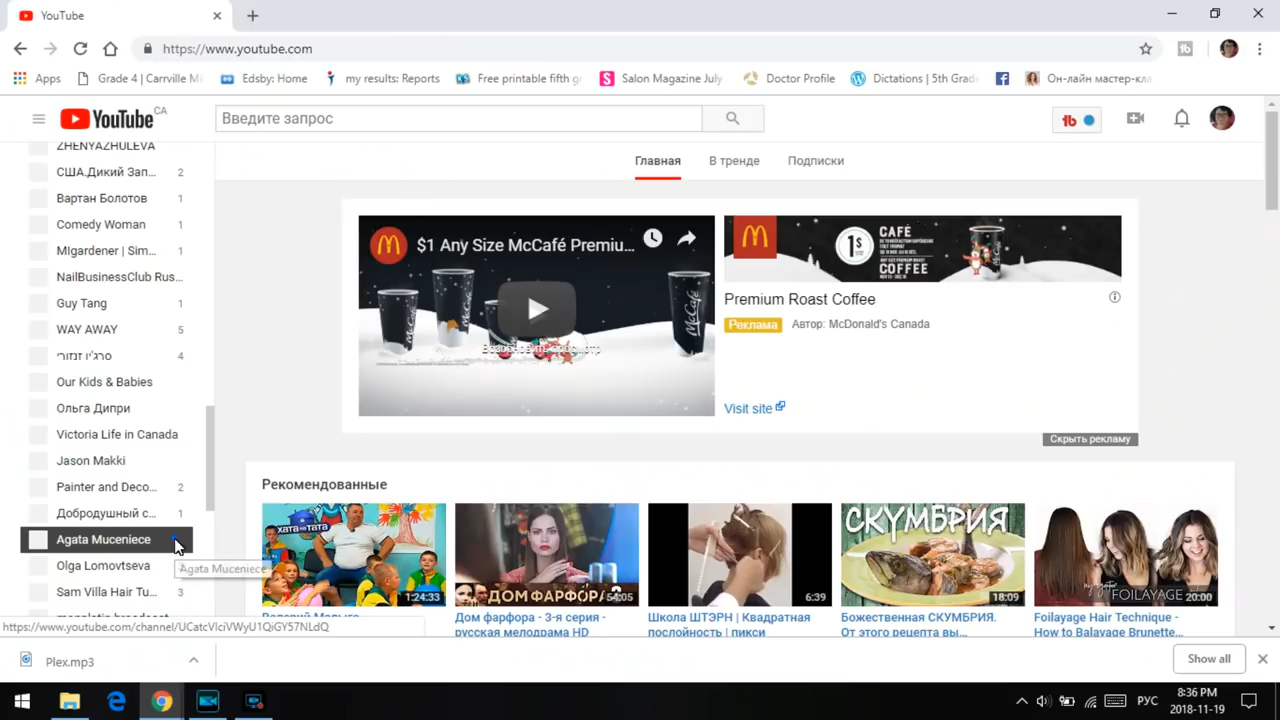 YouTube
https://www.youtube.com
Apps
Grade 4 | Carrville Mi
Edsby: Home
my results: Reports
Free printable fifth g
Salon Magazine July
Doctor Profile
Dictations | 5th Grad
Он-лайн мастер-кла
YouTube CA
Введите запрос
Главная
В тренде
Подписки
ZHENYAZHULEVA
США.Дикий Зап... 2
Вартан Болотов 1
Comedy Woman 1
MIgardener | Sim... 1
NailBusinessClub Rus...
Guy Tang 1
WAY AWAY 5
4
Our Kids & Babies
Ольга Дипри
Victoria Life in Canada
Jason Makki
Painter and Deco... 2
Добродушный с... 1
Agata Muceniece
Agata Muceniece
Olga Lomovtseva
Sam Villa Hair Tu... 3
$1 Any Size McCafé Premiu...
CAFÉ
1$
COFFEE
Premium Roast Coffee
Реклама Автор: McDonald's Canada
Visit site
Скрыть рекламу
Рекомендованные
ХАТА НА ТАТА
1:24:33
ДОМ ФАРФОРА
54:05
6:39
СКУМБРИЯ
18:09
FOILAYAGE
20:00
Дом фарфора - 3-я серия -
русская мелодрама HD
Школа ШТЭРН | Квадратная
послойность | пикси
Божественная СКУМБРИЯ.
От этого рецепта вы...
Foilayage Hair Technique -
How to Balayage Brunette...
https://www.youtube.com/channel/UCatcVIciVWyU1QiGY57NLdQ
Plex.mp3
Show all
РУС
8:36 PM
2018-11-19